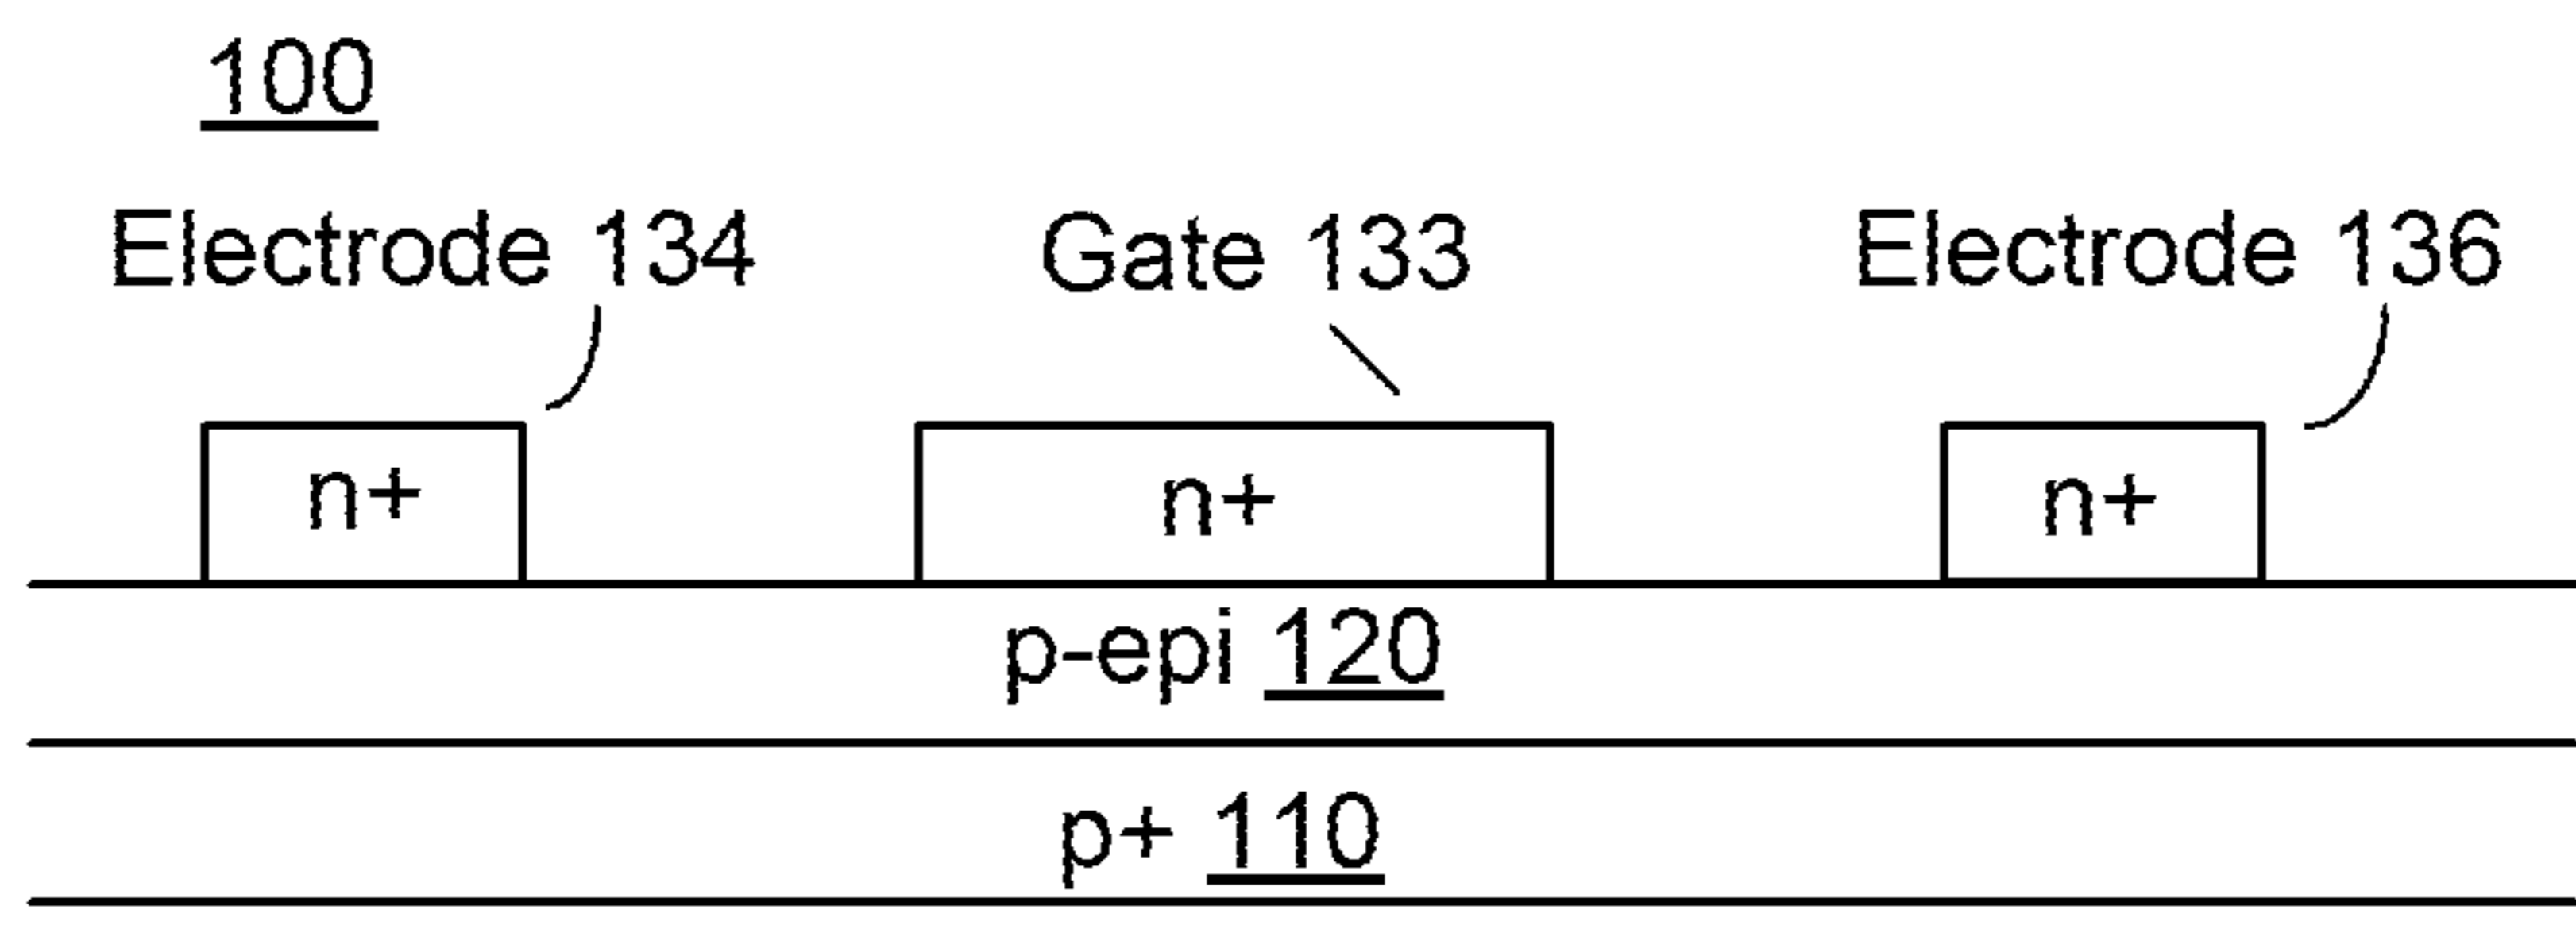 100
Electrode 134 Gate 133 Electrode 136
n+ n+ n+
p-epi 120
p+ 110